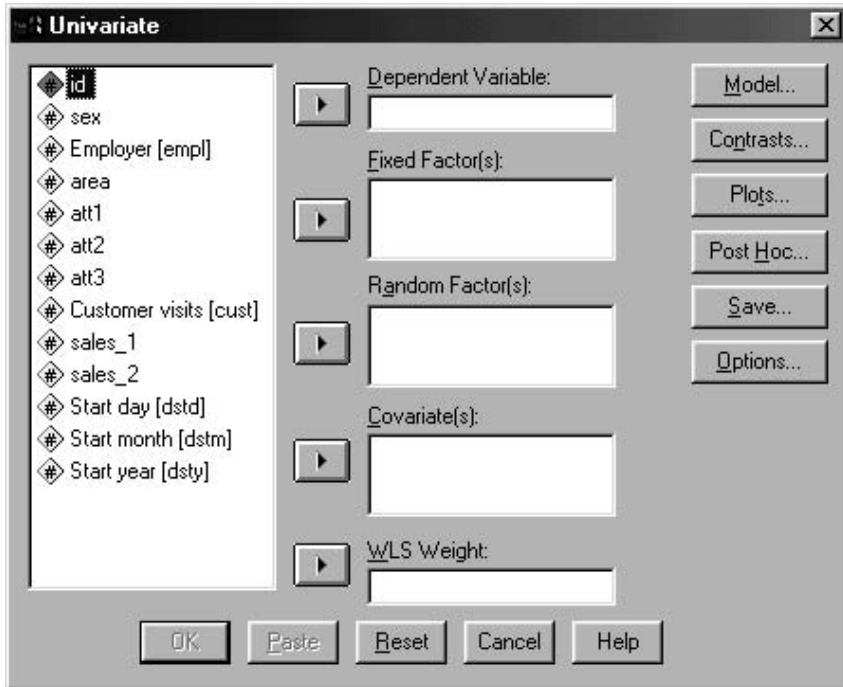 Univariate
id
sex
Employer [empl]
area
att1
att2
att3
Customer visits [cust]
sales_1
sales_2
Start day [dstd]
Start month [dstm]
Start year [dsty]
Dependent Variable:
Fixed Factor(s):
Random Factor(s):
Covariate(s):
WLS Weight:
Model...
Contrasts...
Plots...
Post Hoc...
Save...
Options...
OK
Paste
Reset
Cancel
Help